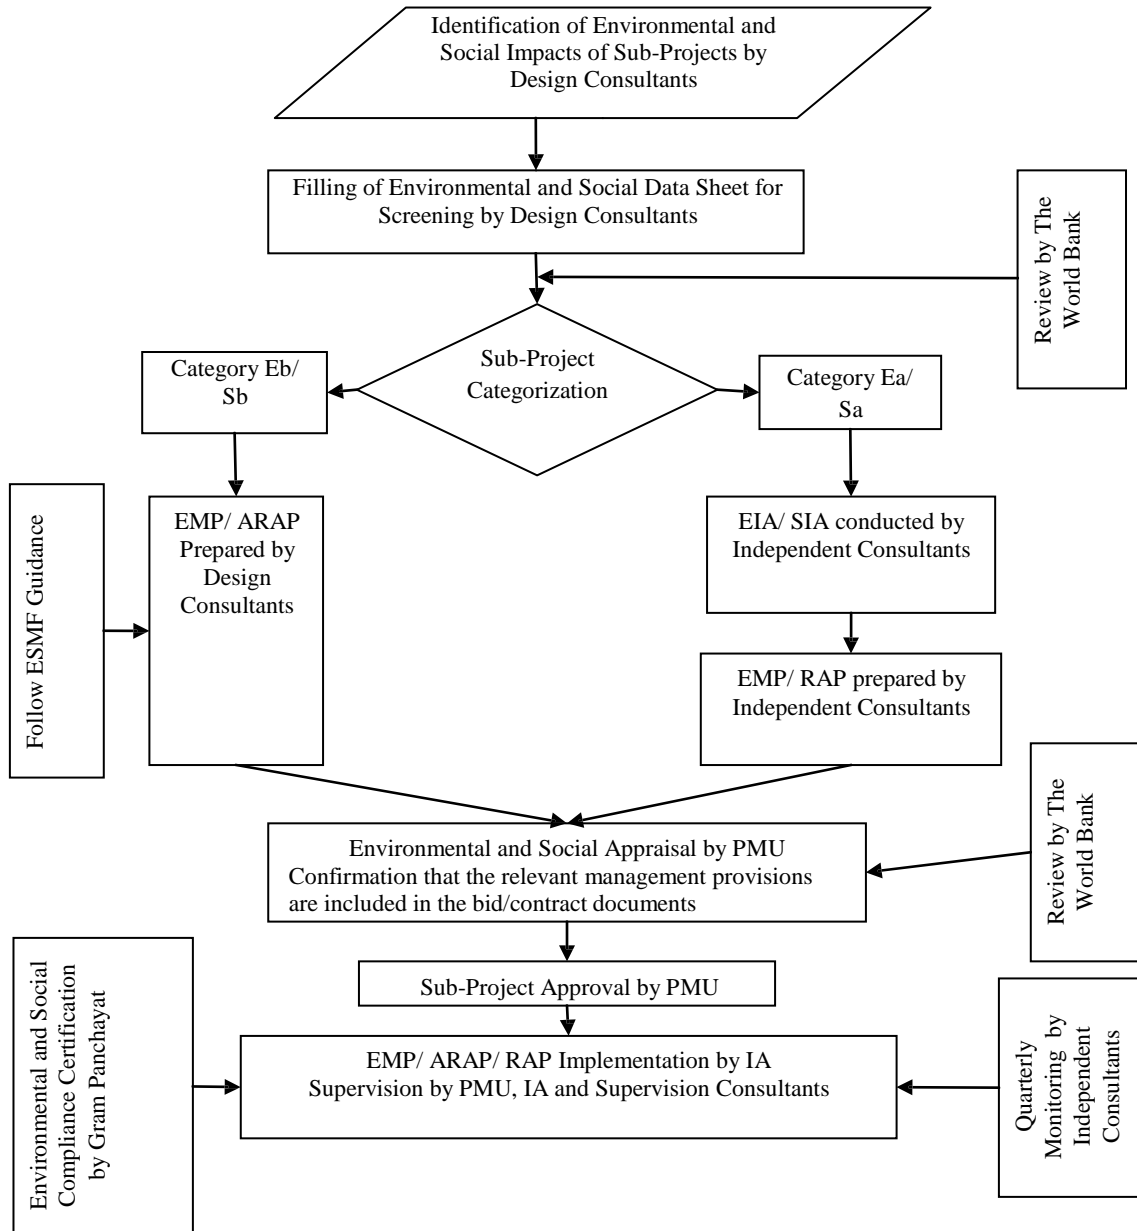 Identification of Environmental and
Social Impacts of Sub-Projects by
Design Consultants
Filling of Environmental and Social Data Sheet for
Screening by Design Consultants
Review by The
World Bank
Sub-Project
Categorization
Category Eb/
Sb
Category Ea/
Sa
Follow ESMF Guidance
EMP/ ARAP
Prepared by
Design
Consultants
EIA/ SIA conducted by
Independent Consultants
EMP/ RAP prepared by
Independent Consultants
Environmental and Social Appraisal by PMU
Confirmation that the relevant management provisions
are included in the bid/contract documents
Review by The
World Bank
Sub-Project Approval by PMU
Environmental and Social
Compliance Certification
by Gram Panchayat
EMP/ ARAP/ RAP Implementation by IA
Supervision by PMU, IA and Supervision Consultants
Quarterly
Monitoring by
Independent
Consultants